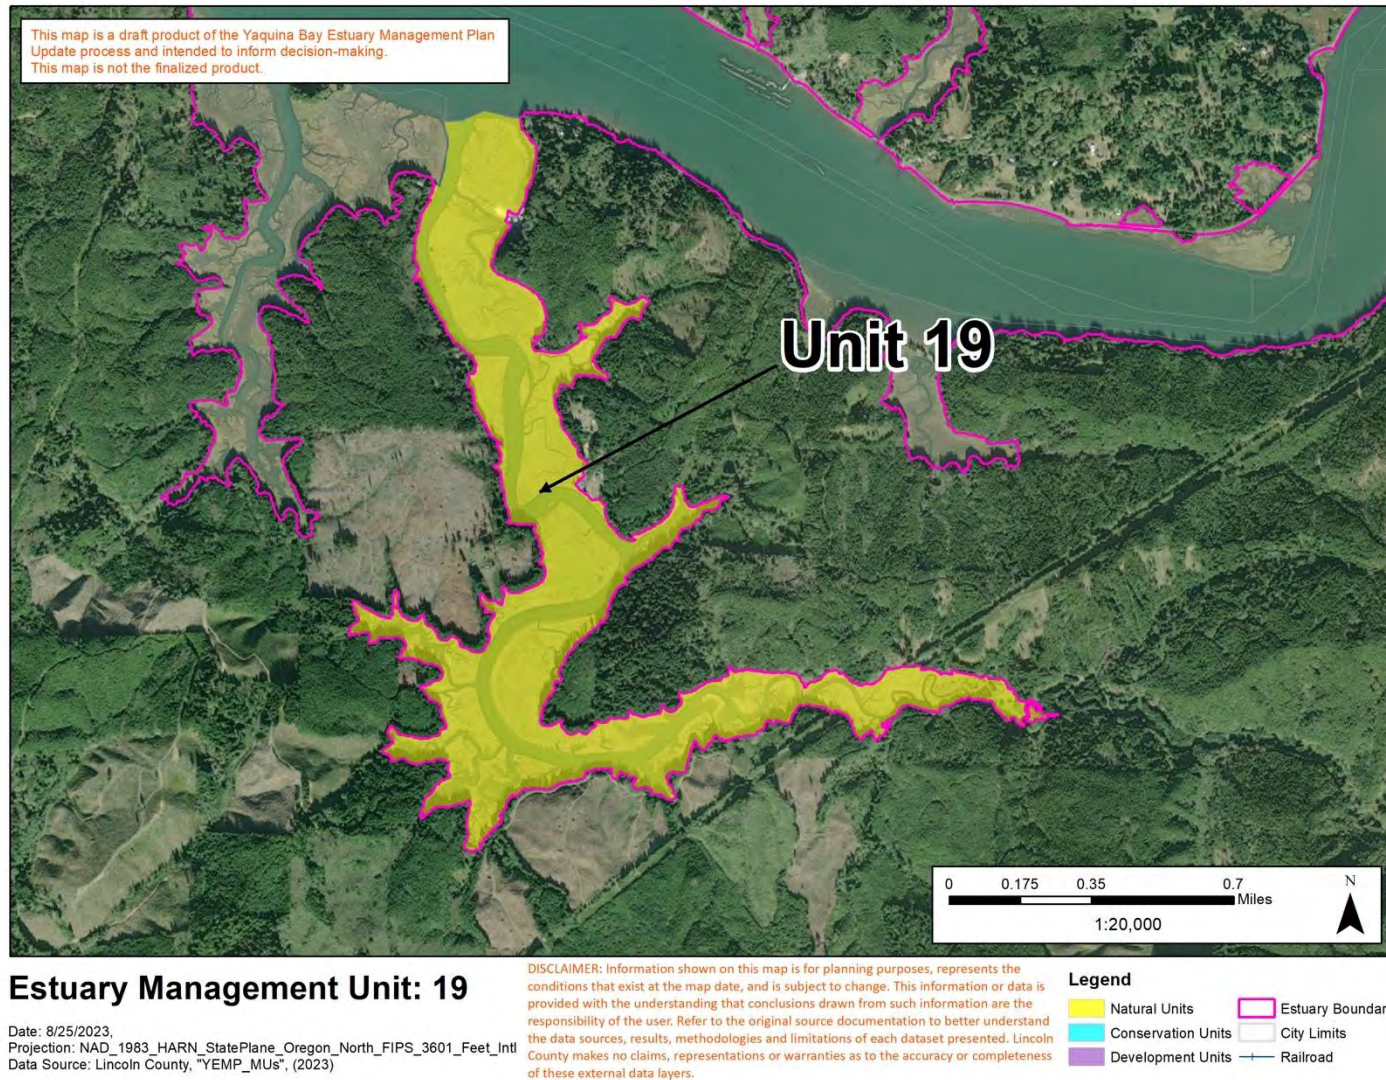 This map is a draft product of the Yaquina Bay Estuary Management Plan
Update process and intended to inform decision-making.
This map is not the finalized product.
Unit 19
0 0.175 0.35 0.7
Miles
1:20,000
N
Estuary Management Unit: 19
Date: 8/25/2023,
Projection: NAD_1983_HARN_StatePlane_Oregon_North_FIPS_3601_Feet_Intl
Data Source: Lincoln County, "YEMP_MUs", (2023)
DISCLAIMER: Information shown on this map is for planning purposes, represents the
conditions that exist at the map date, and is subject to change. This information or data is
provided with the understanding that conclusions drawn from such information are the
responsibility of the user. Refer to the original source documentation to better understand
the data sources, results, methodologies and limitations of each dataset presented. Lincoln
County makes no claims, representations or warranties as to the accuracy or completeness
of these external data layers.
Legend
Natural Units
Conservation Units
Development Units
Estuary Boundar
City Limits
Railroad